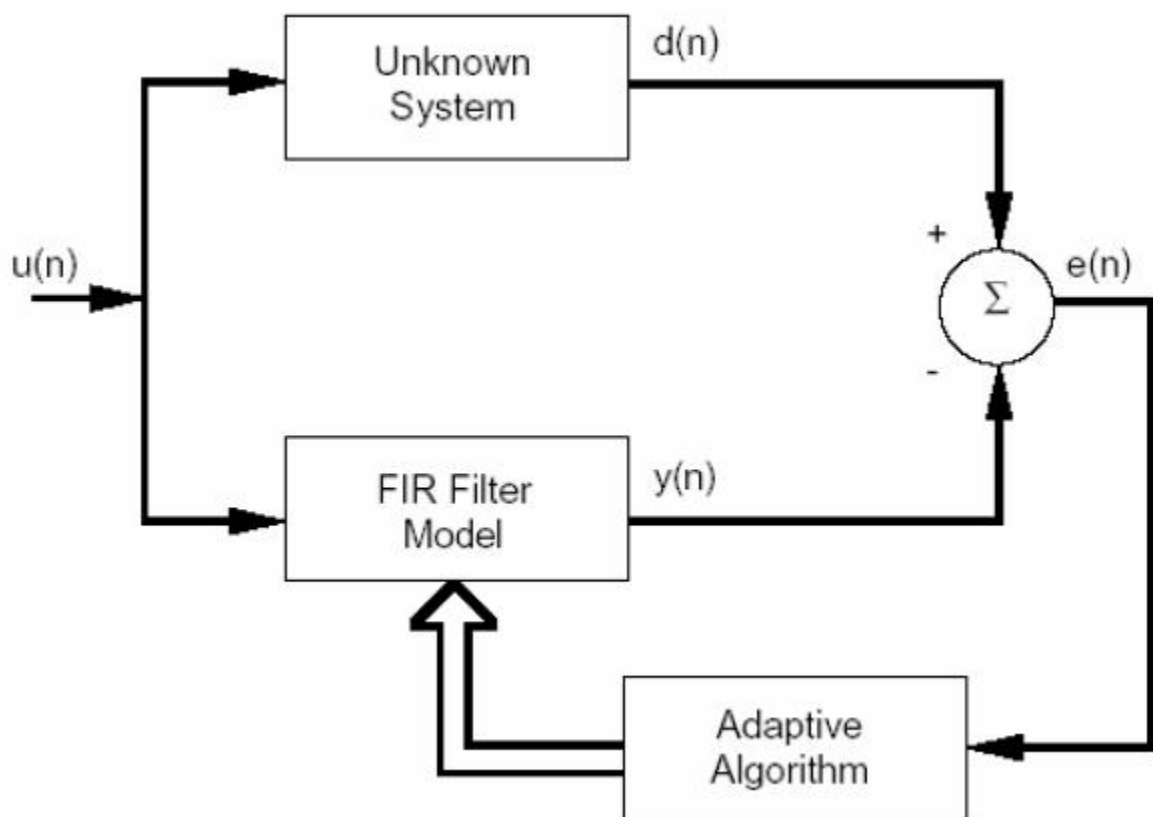 Unknown
System
d(n)
u(n)
+
Σ
e(n)
-
FIR Filter
Model
y(n)
Adaptive
Algorithm